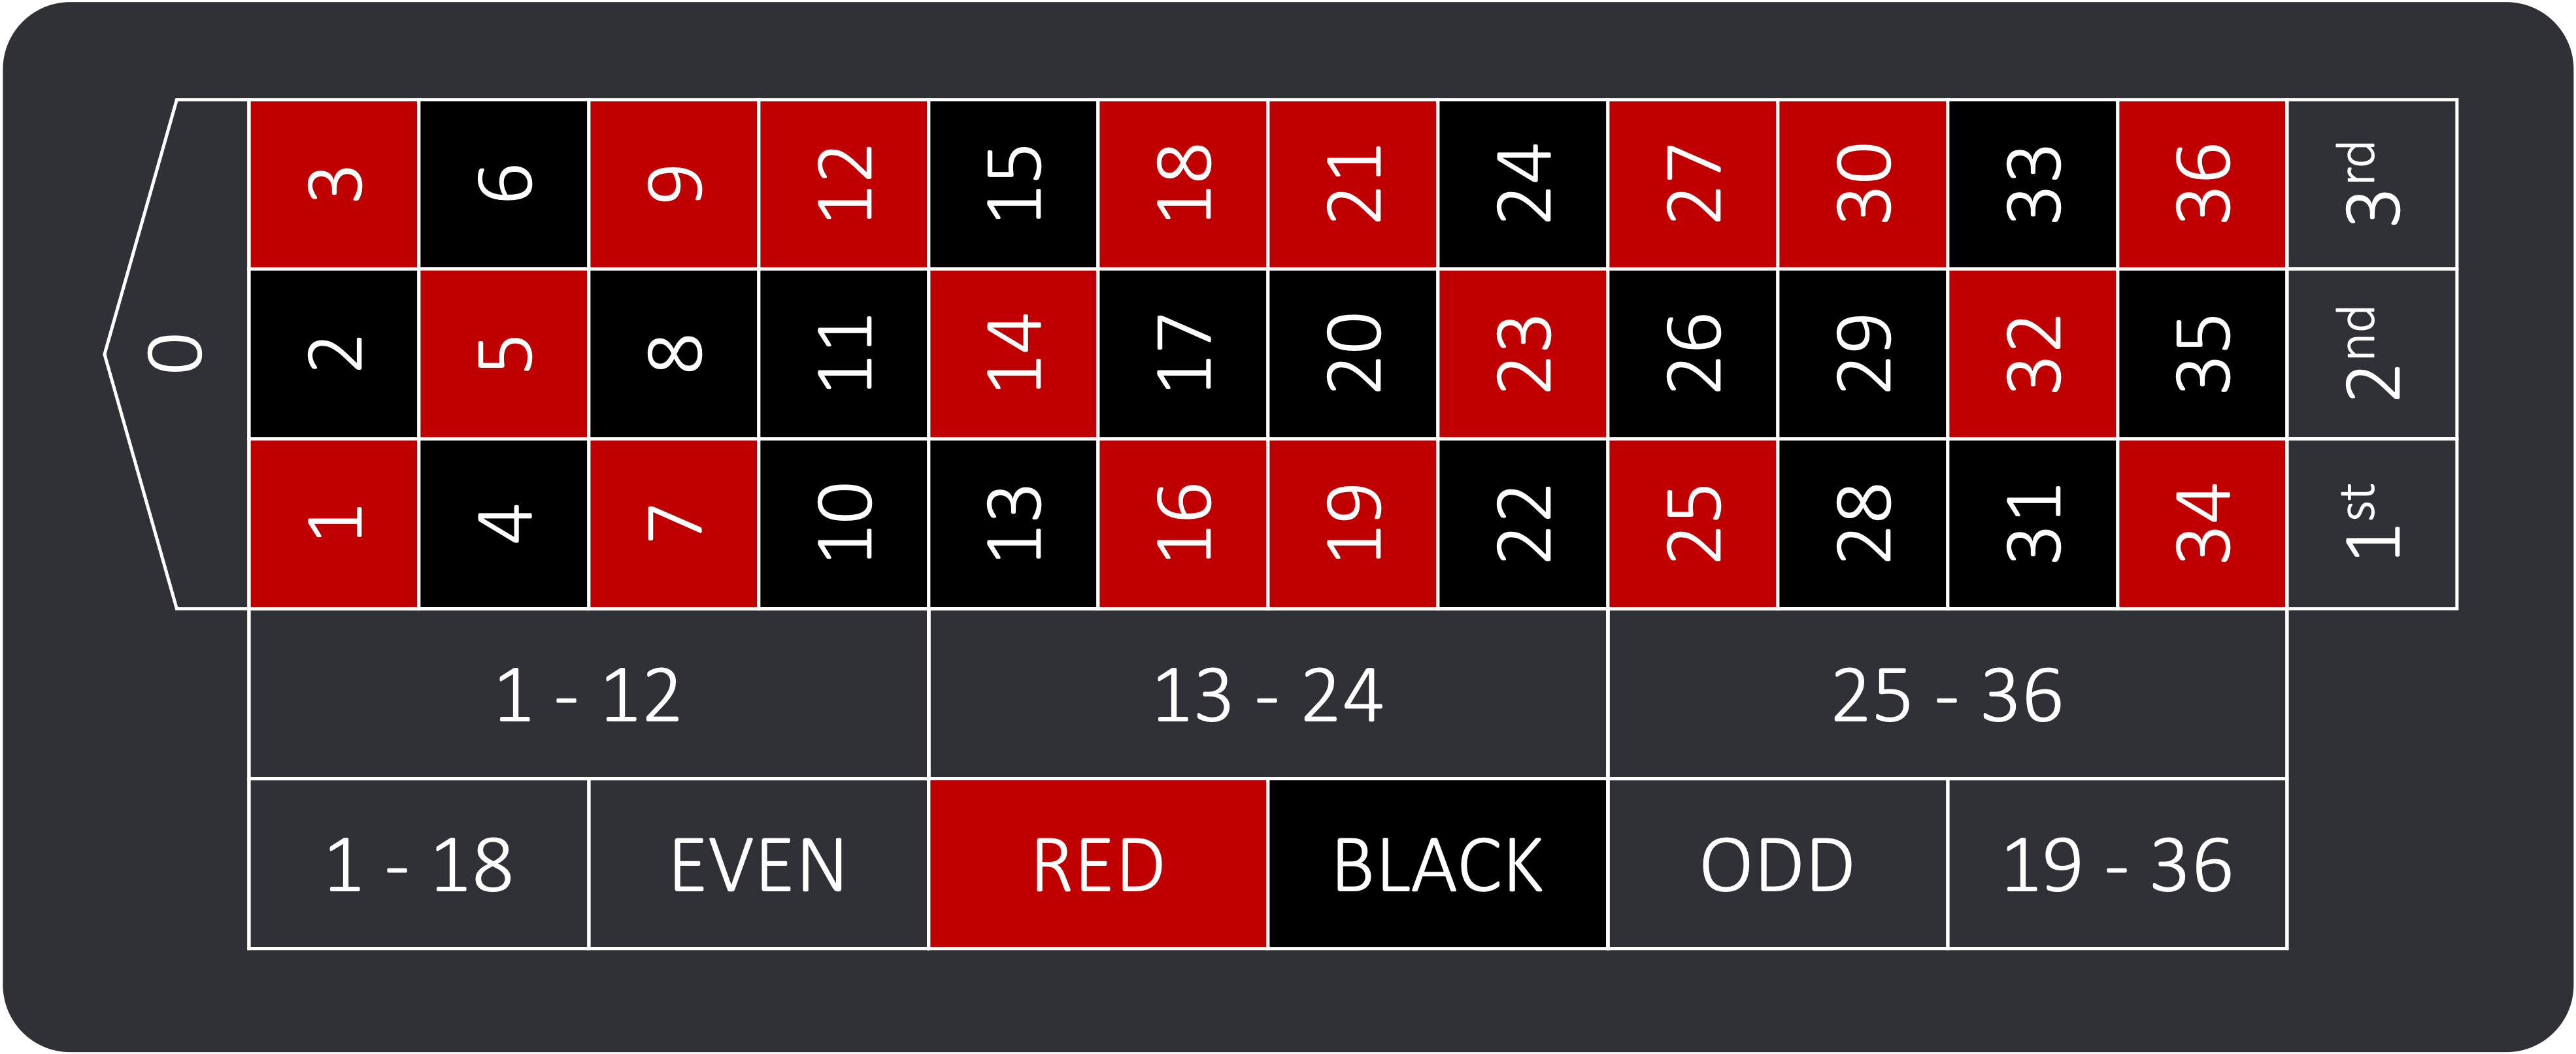 3 6 9 12 15 18 21 24 27 30 33 36 3rd
0 2 5 8 11 14 17 20 23 26 29 32 35 2nd
1 4 7 10 13 16 19 22 25 28 31 34 1st
1 - 12 13 - 24 25 - 36
1 - 18 EVEN RED BLACK ODD 19 - 36